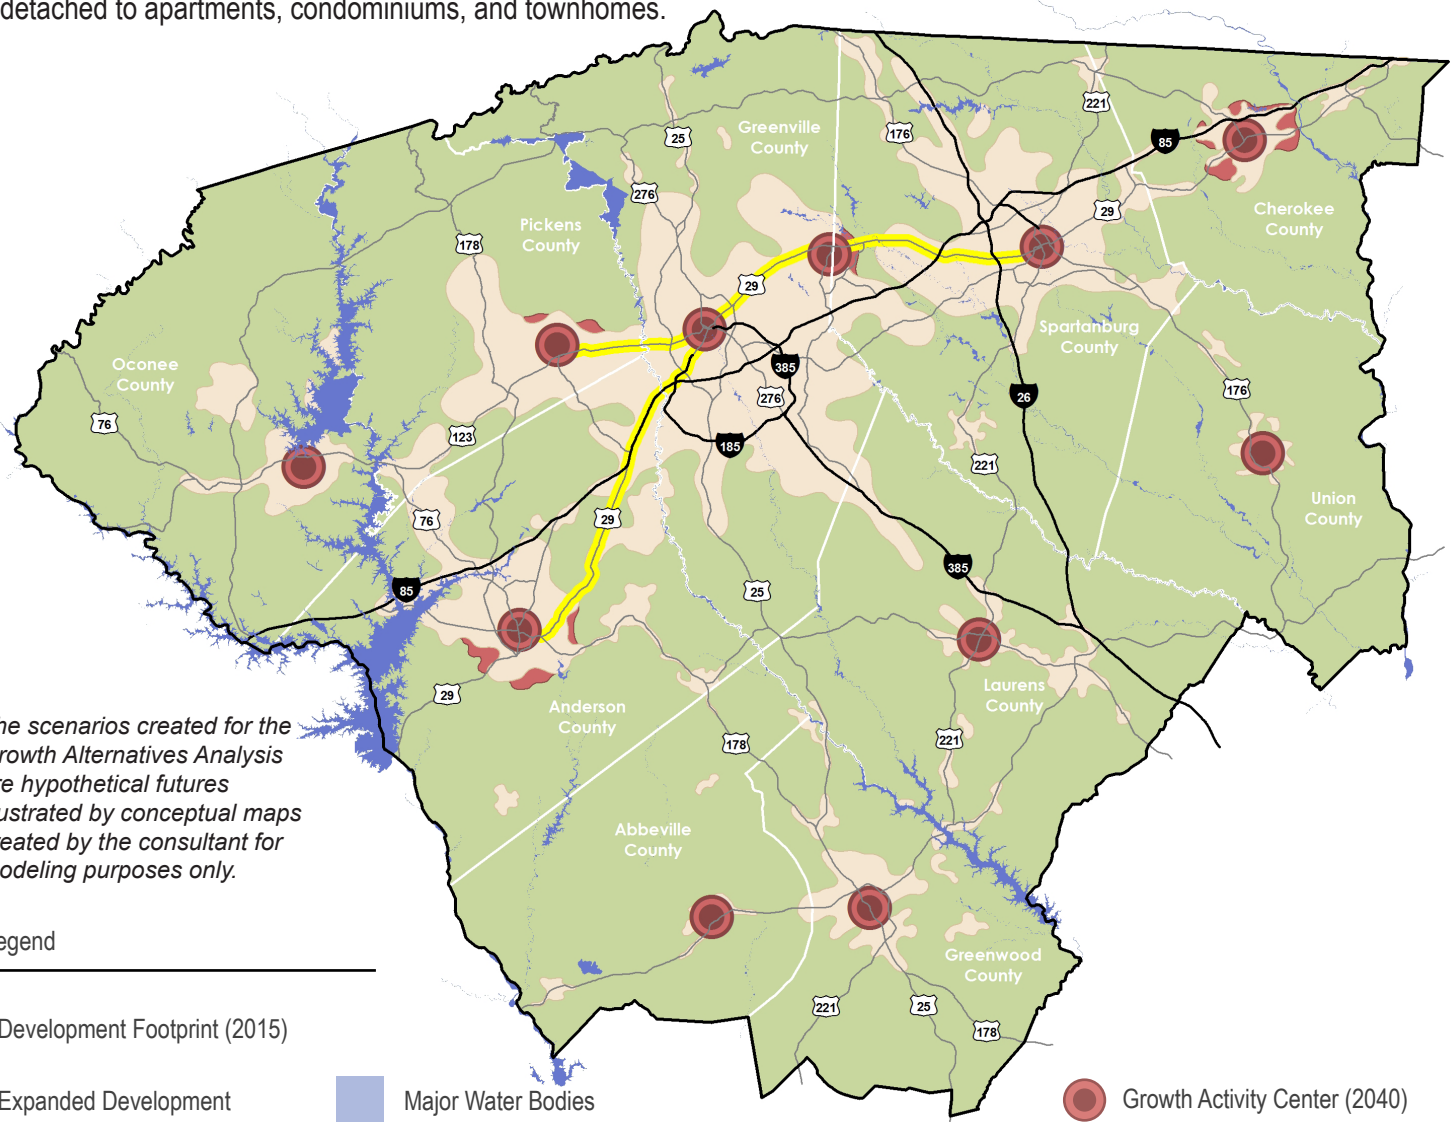 detached to apartments, condominiums, and townhomes.
221
176
25
85
Greenville
County
276
29
Cherokee
County
Pickens
County
178
29
Spartanburg
County
Oconee
County
385
276
26
176
76
123
185
221
76
29
Union
County
85
385
25
29
Laurens
County
Anderson
County
178
221
he scenarios created for the
rowth Alternatives Analysis
re hypothetical futures
ustrated by conceptual maps
reated by the consultant for
odeling purposes only.
Abbeville
County
egend
Greenwood
County
221
25
178
Development Footprint (2015)
Expanded Development
Major Water Bodies
Growth Activity Center (2040)